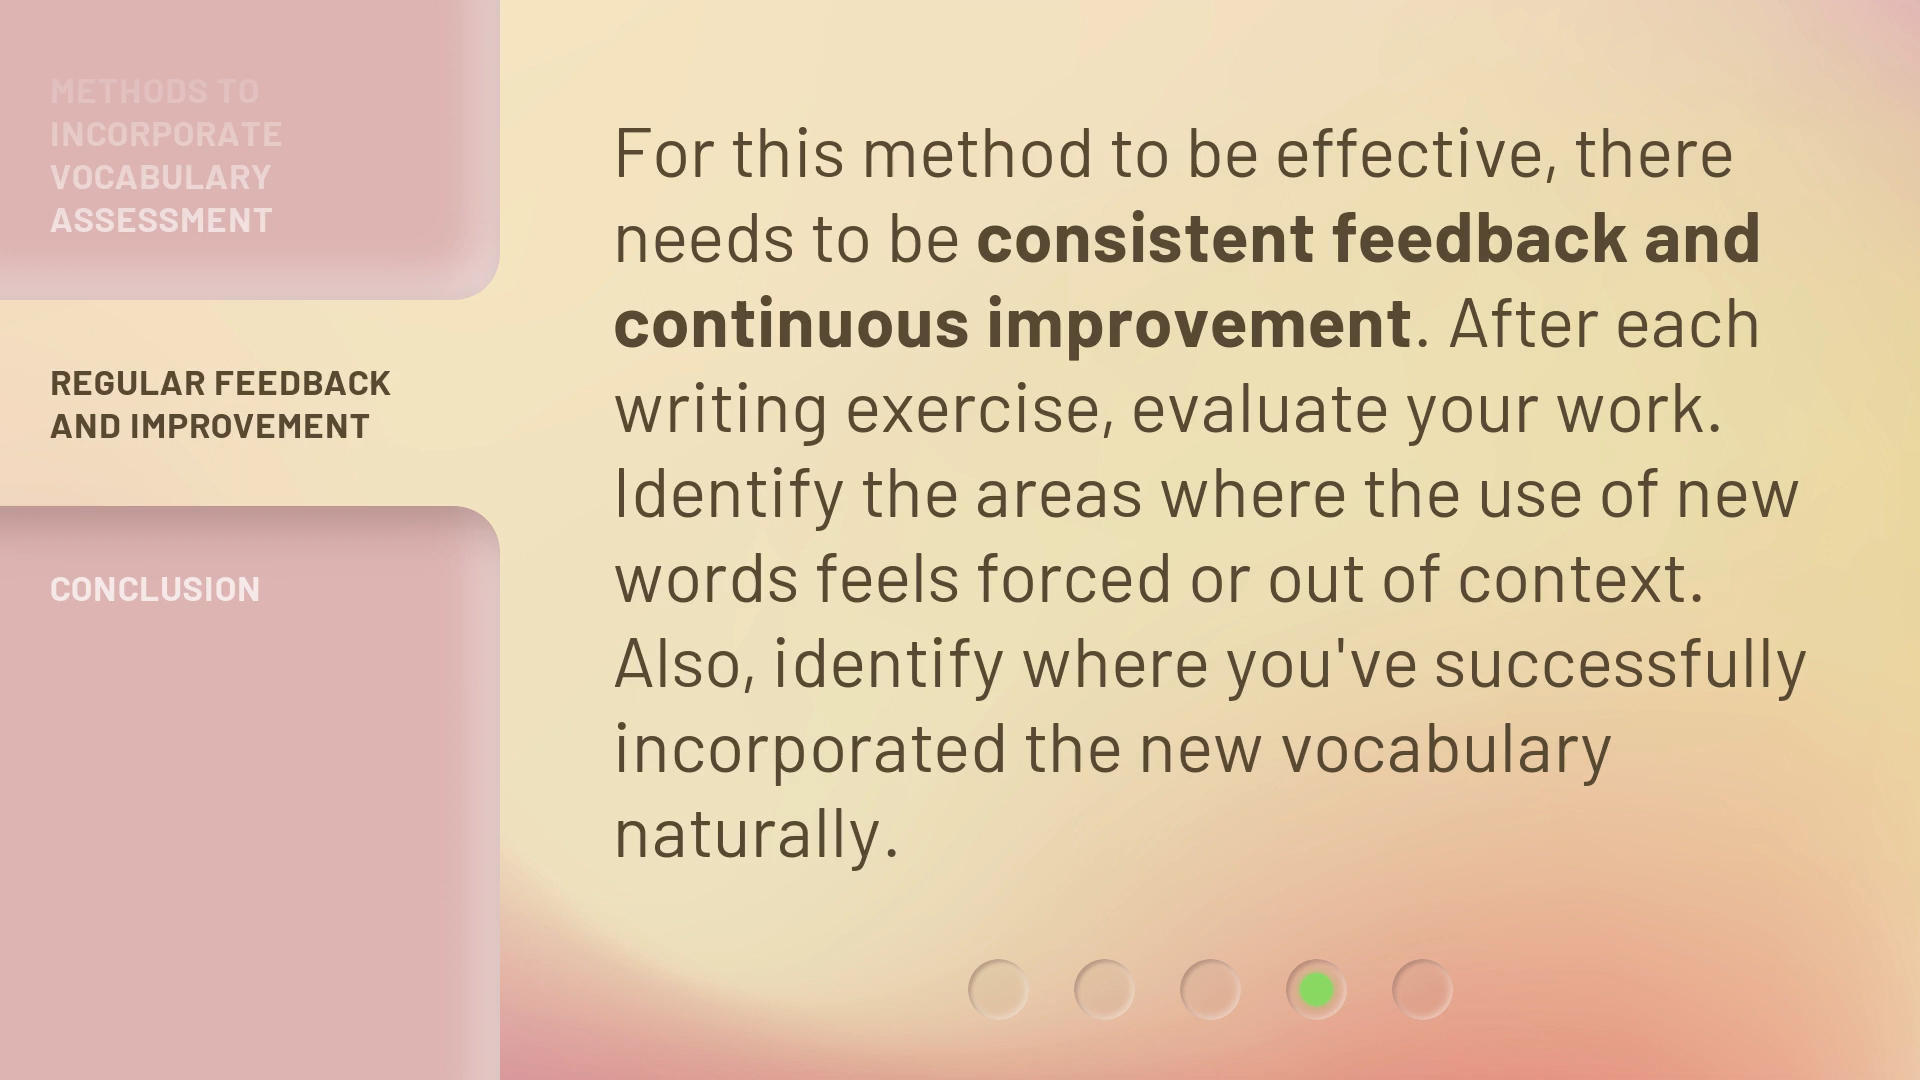 METHODS TO
INCORPORATE
VOCABULARY
ASSESSMENT
REGULAR FEEDBACK
AND IMPROVEMENT
CONCLUSION
For this method to be effective, there
needs to be consistent feedback and
continuous improvement. After each
writing exercise, evaluate your work.
Identify the areas where the use of new
words feels forced or out of context.
Also, identify where you've successfully
incorporated the new vocabulary
naturally.